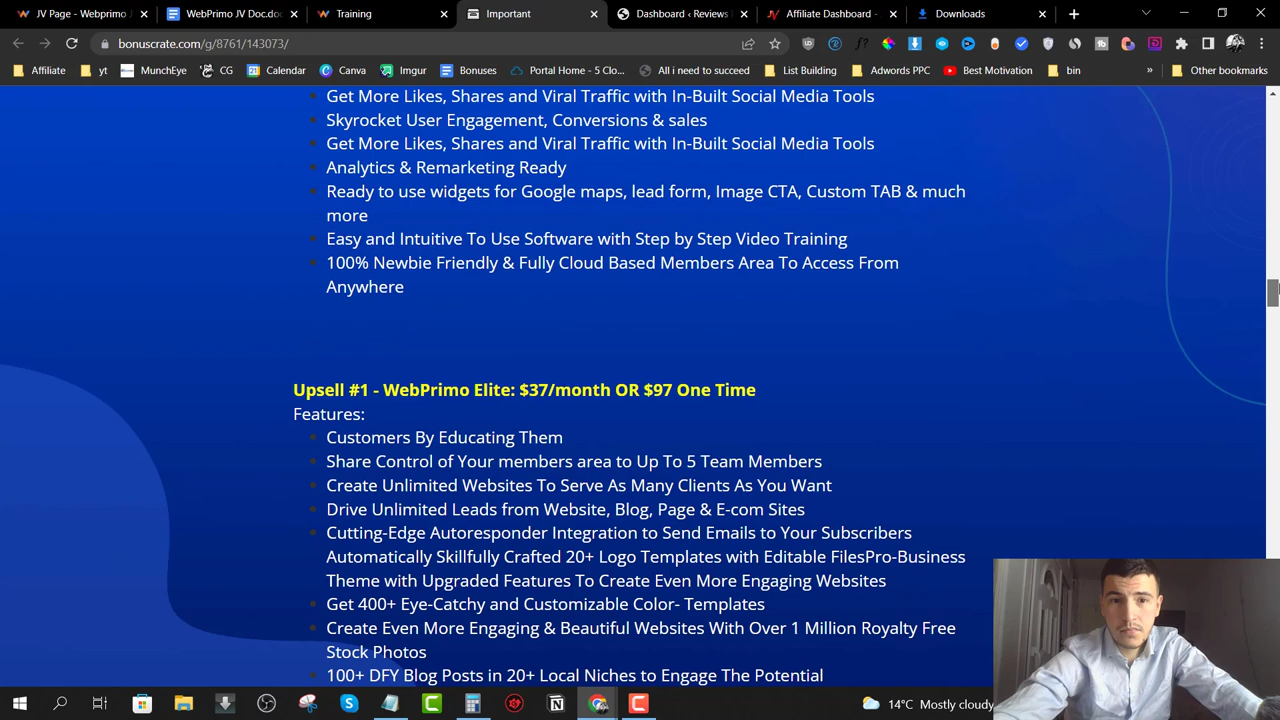 JV Page - Webprimo J
WebPrimo JV Doc.doc
Training
Important
Dashboard ‹ Reviews
Affiliate Dashboard -
Downloads
bonuscrate.com/g/8761/143073/
Affiliate
yt
MunchEye
CG
Calendar
Canva
Imgur
Bonuses
Portal Home - 5 Clo...
All i need to succeed
List Building
Adwords PPC
Best Motivation
bin
»
Other bookmarks
Get More Likes, Shares and Viral Traffic with In-Built Social Media Tools
Skyrocket User Engagement, Conversions & sales
Get More Likes, Shares and Viral Traffic with In-Built Social Media Tools
Analytics & Remarketing Ready
Ready to use widgets for Google maps, lead form, Image CTA, Custom TAB & much
more
Easy and Intuitive To Use Software with Step by Step Video Training
100% Newbie Friendly & Fully Cloud Based Members Area To Access From
Anywhere
Upsell #1 - WebPrimo Elite: $37/month OR $97 One Time
Features:
Customers By Educating Them
Share Control of Your members area to Up To 5 Team Members
Create Unlimited Websites To Serve As Many Clients As You Want
Drive Unlimited Leads from Website, Blog, Page & E-com Sites
Cutting-Edge Autoresponder Integration to Send Emails to Your Subscribers
Automatically Skillfully Crafted 20+ Logo Templates with Editable FilesPro-Business
Theme with Upgraded Features To Create Even More Engaging Websites
Get 400+ Eye-Catchy and Customizable Color- Templates
Create Even More Engaging & Beautiful Websites With Over 1 Million Royalty Free
Stock Photos
100+ DFY Blog Posts in 20+ Local Niches to Engage The Potential
14°C Mostly cloudy